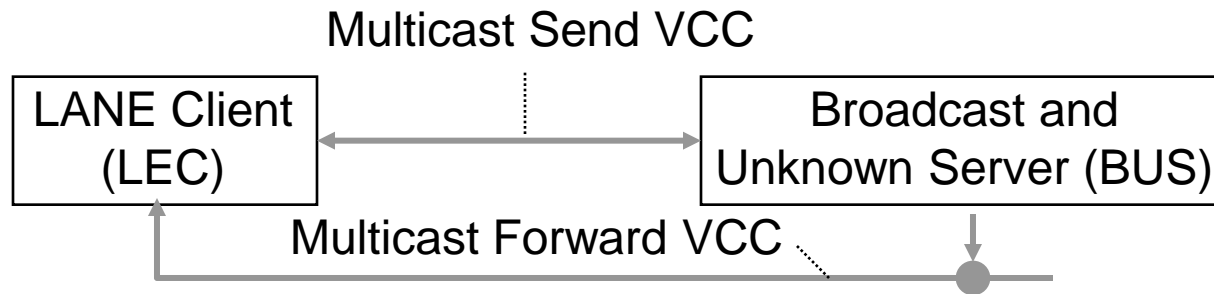 Multicast Send VCC
LANE Client
(LEC)
Broadcast and
Unknown Server (BUS)
Multicast Forward VCC